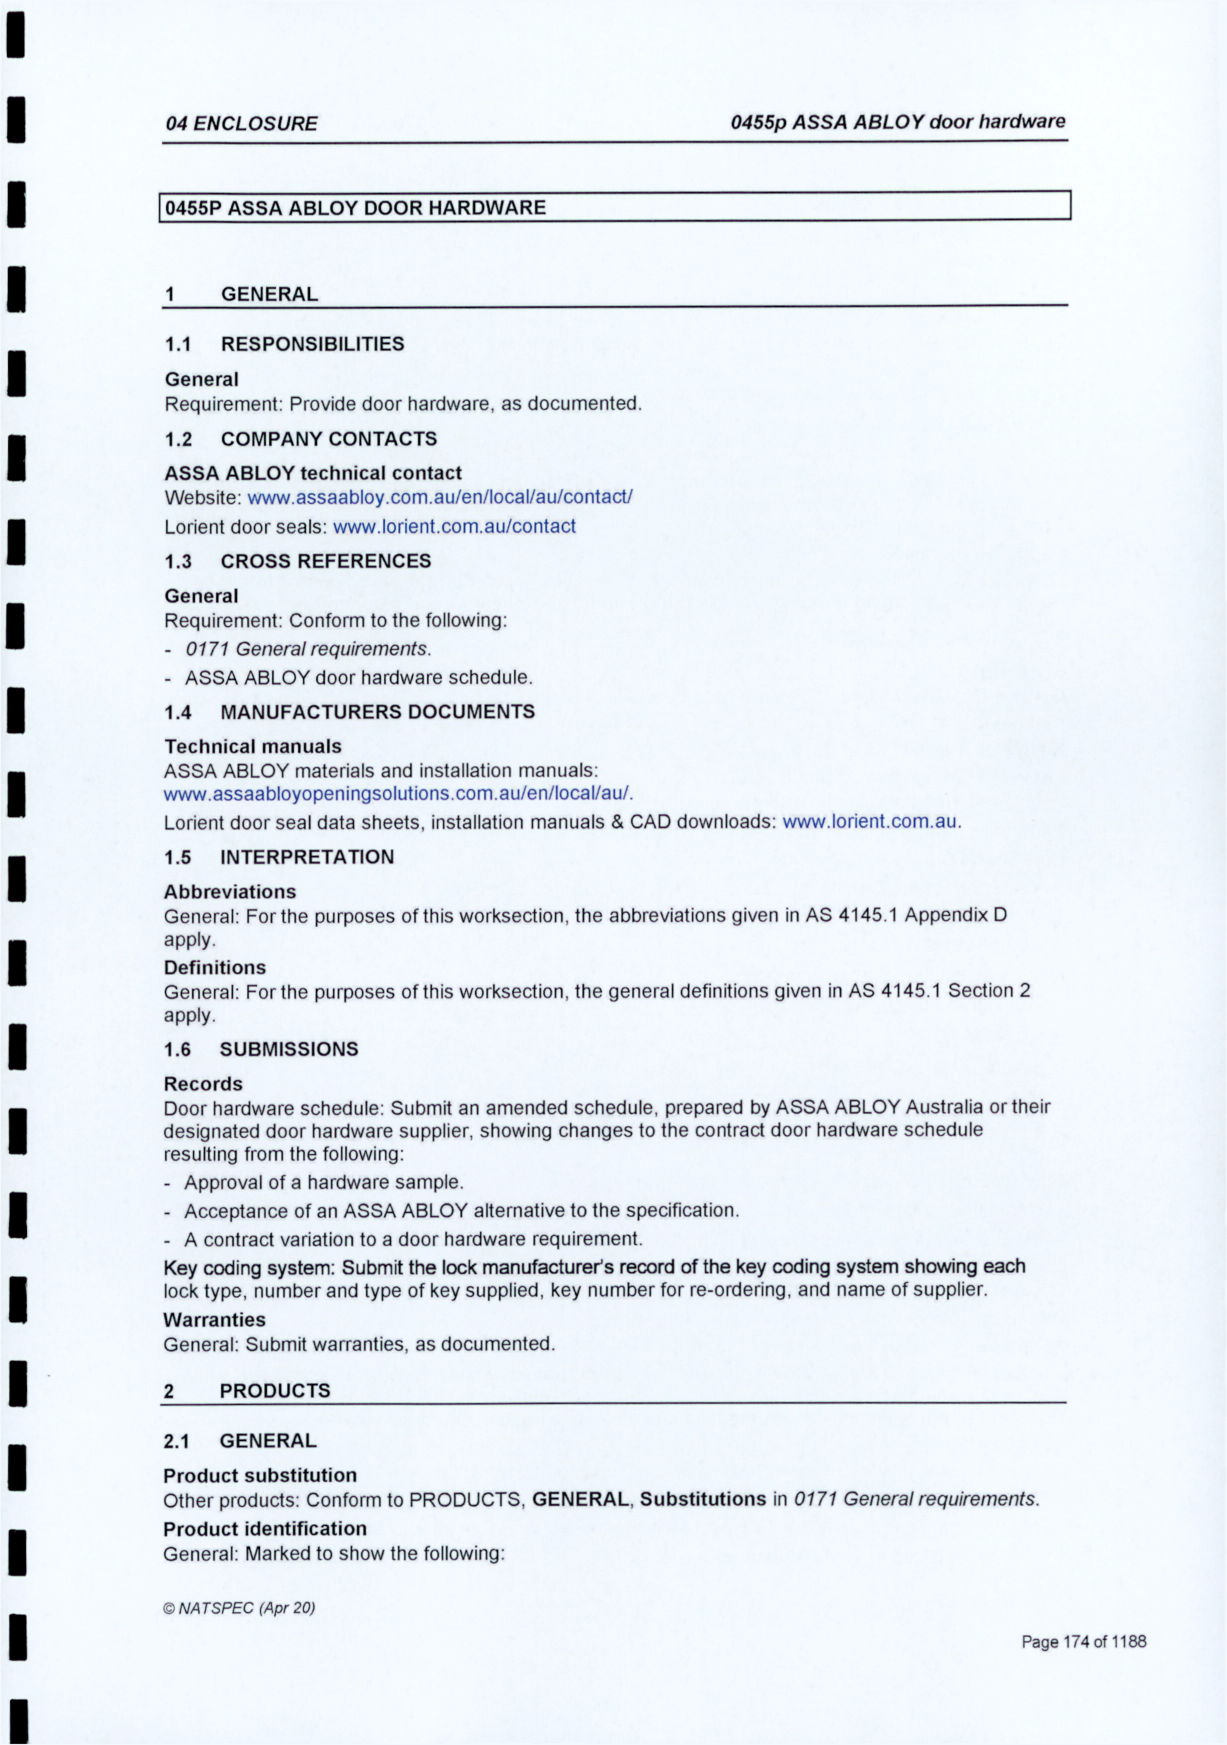 04 ENCLOSURE
0455p ASSA ABLOY door hardware
0455P ASSA ABLOY DOOR HARDWARE
1 GENERAL
1.1 RESPONSIBILITIES
General
Requirement: Provide door hardware, as documented.
1.2 COMPANY CONTACTS
ASSA ABLOY technical contact
Website: www.assaabloy.com.au/en/local/au/contact/
Lorient door seals: www.lorient.com.au/contact
1.3 CROSS REFERENCES
General
Requirement: Conform to the following:
- 0171 General requirements.
- ASSA ABLOY door hardware schedule.
1.4 MANUFACTURERS DOCUMENTS
Technical manuals
ASSA ABLOY materials and installation manuals:
www.assaabloyopeningsolutions.com.au/en/local/au/.
Lorient door seal data sheets, installation manuals & CAD downloads: www.lorient.com.au.
1.5 INTERPRETATION
Abbreviations
General: For the purposes of this worksection, the abbreviations given in AS 4145.1 Appendix D
apply.
Definitions
General: For the purposes of this worksection, the general definitions given in AS 4145.1 Section 2
apply.
1.6 SUBMISSIONS
Records
Door hardware schedule: Submit an amended schedule, prepared by ASSA ABLOY Australia or their
designated door hardware supplier, showing changes to the contract door hardware schedule
resulting from the following:
- Approval of a hardware sample.
- Acceptance of an ASSA ABLOY alternative to the specification.
- A contract variation to a door hardware requirement.
Key coding system: Submit the lock manufacturer's record of the key coding system showing each
lock type, number and type of key supplied, key number for re-ordering, and name of supplier.
Warranties
General: Submit warranties, as documented.
2 PRODUCTS
2.1 GENERAL
Product substitution
Other products: Conform to PRODUCTS, GENERAL, Substitutions in 0171 General requirements.
Product identification
General: Marked to show the following:
© NATSPEC (Apr 20)
Page 174 of 1188